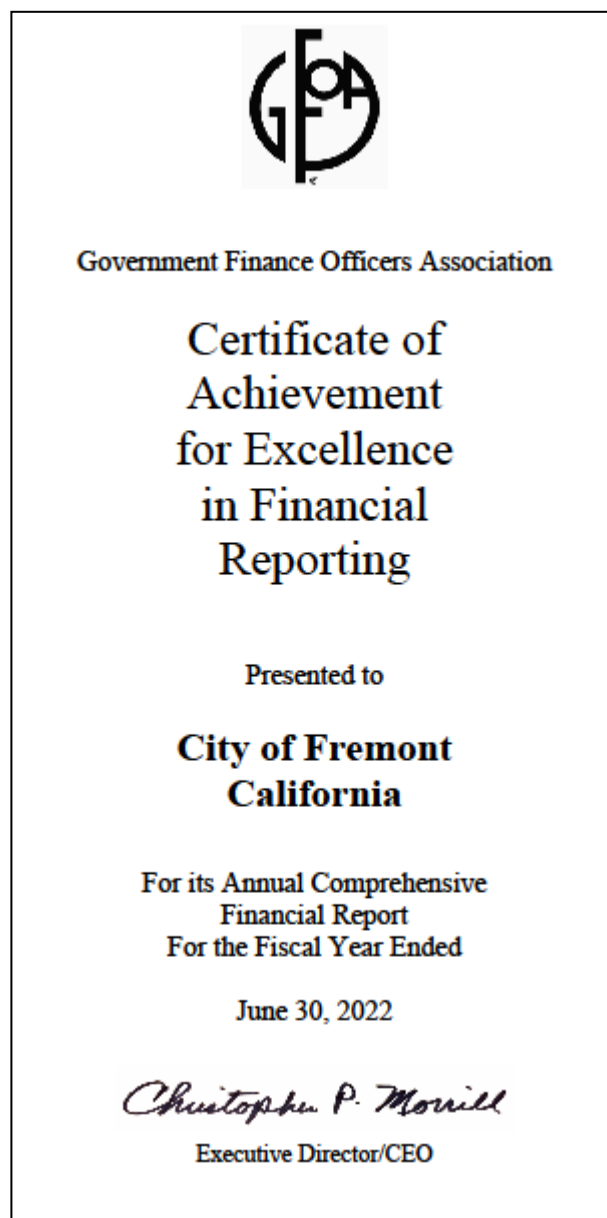 GFOA
Government Finance Officers Association
Certificate of
Achievement
for Excellence
in Financial
Reporting
Presented to
City of Fremont
California
For its Annual Comprehensive
Financial Report
For the Fiscal Year Ended
June 30, 2022
Christopher P. Morrill
Executive Director/CEO